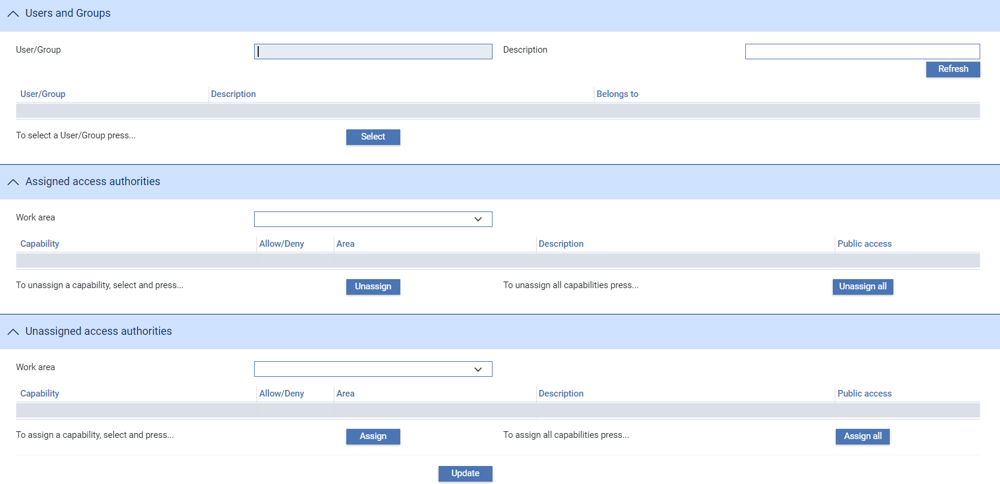 Users and Groups
User/Group Description
Refresh
User/Group Description Belongs to
To select a User/Group press... Select
Assigned access authorities
Work area
Capability Allow/Deny Area Description Public access
To unassign a capability, select and press... Unassign To unassign all capabilities press... Unassign all
Unassigned access authorities
Work area
Capability Allow/Deny Area Description Public access
To assign a capability, select and press... Assign To assign all capabilities press... Assign all
Update